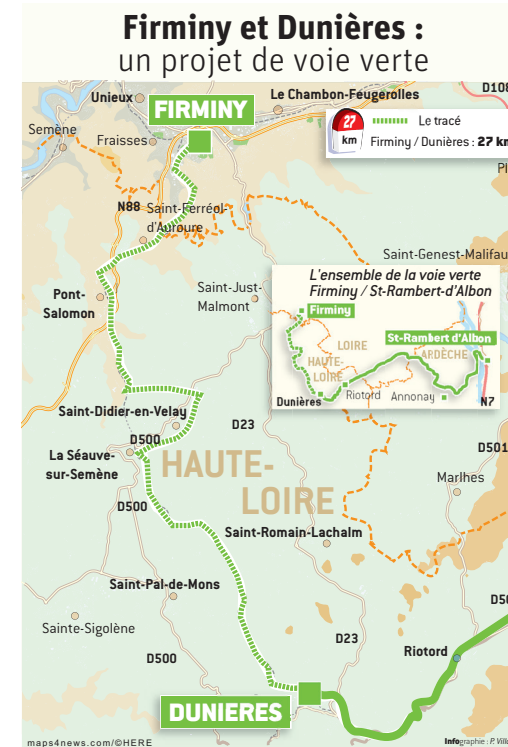 Firminy et Dunières :
un projet de voie verte
Unieux
FIRMINY
Le Chambon-Feugerolles
D108
Semène
Fraisses
27
km
Le tracé
Firminy / Dunières : 27 km
N88
Saint-Ferréol-
d'Auroure
Saint-Genest-Malifau
Pont-
Salomon
Saint-Just-
Malmont
L'ensemble de la voie verte
Firminy / St-Rambert-d'Albon
Firminy
St-Rambert d'Albon
LOIRE
ARDÈCHE
HAUTE-
LOIRE
Dunières
Riotord
Annonay
N7
Saint-Didier-en-Velay
D500
D23
La Séauve-
sur-Semène
HAUTE-
LOIRE
D501
Marlhes
D500
Saint-Romain-Lachalm
Saint-Pal-de-Mons
Sainte-Sigolène
D500
D23
Riotord
DUNIERES
maps4news.com/©HERE
Infographie : P. Vill